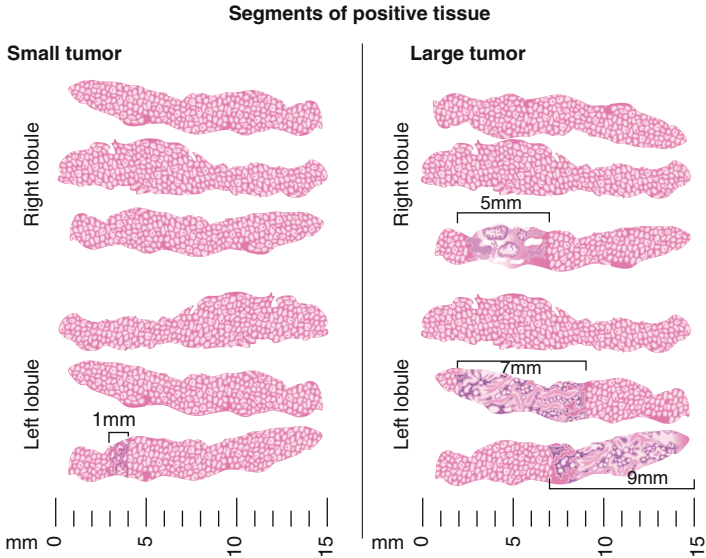 Segments of positive tissue
Small tumor
Large tumor
Right lobule
Left lobule
1mm
mm
0
5
10
15
Right lobule
5mm
Left lobule
7mm
9mm
mm
0
5
10
15